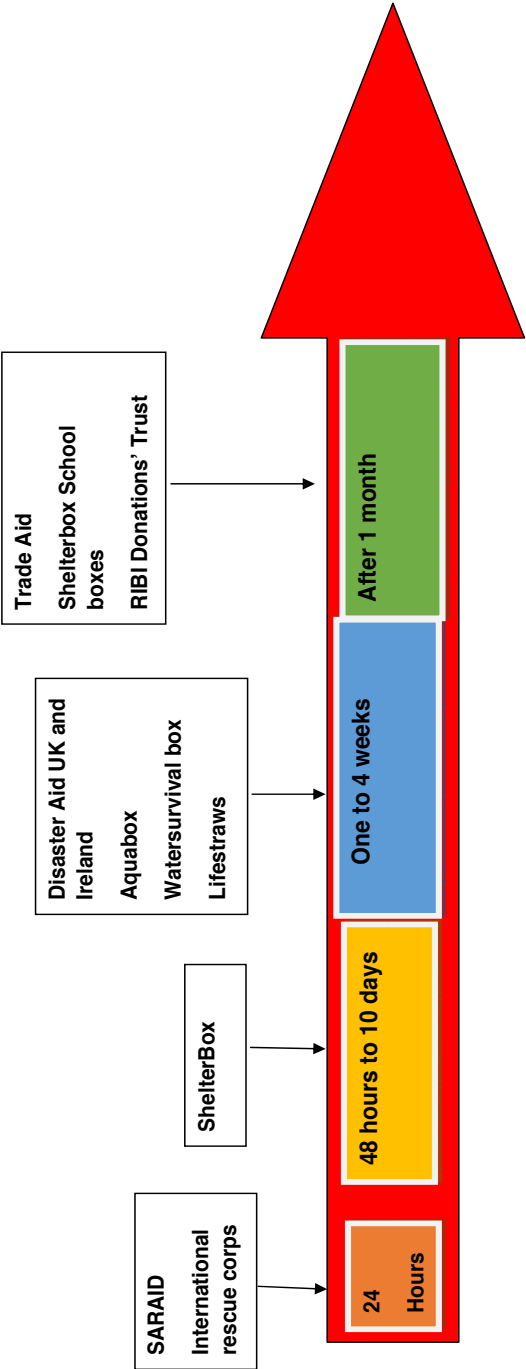 SARAID
International
rescue corps
ShelterBox
Disaster Aid UK and
Ireland
Aquabox
Watersurvival box
Lifestraws
Trade Aid
Shelterbox School
boxes
RIBI Donations’ Trust
24
Hours
48 hours to 10 days
One to 4 weeks
After 1 month